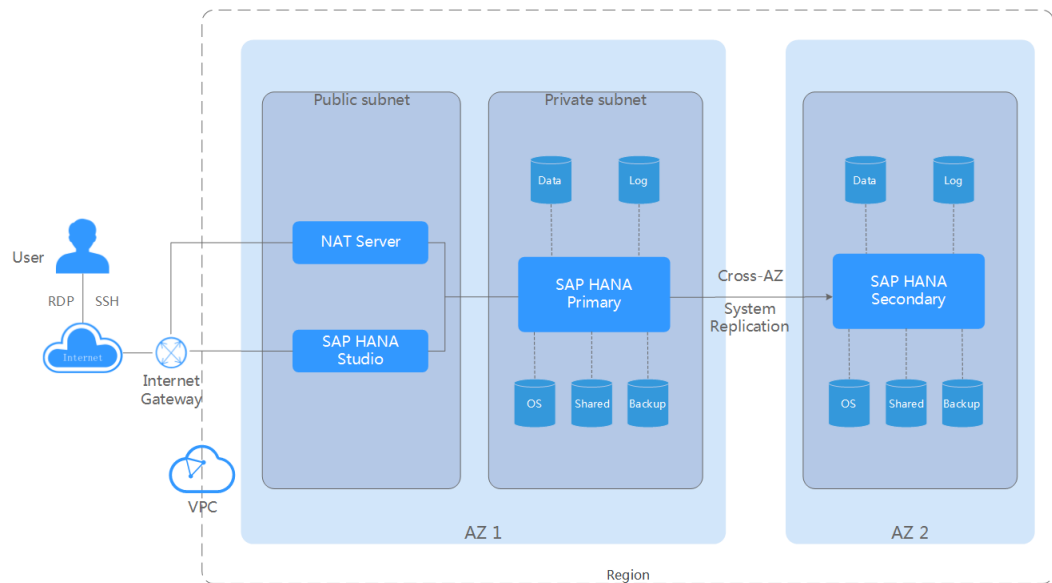 Public subnet
Private subnet
Data
Log
Data
Log
User
NAT Server
RDP
SSH
SAP HANA
Primary
Cross-AZ
System
Replication
SAP HANA
Secondary
Internet
Internet
Gateway
SAP HANA
Studio
OS
Shared
Backup
OS
Shared
Backup
VPC
AZ 1
AZ 2
Region